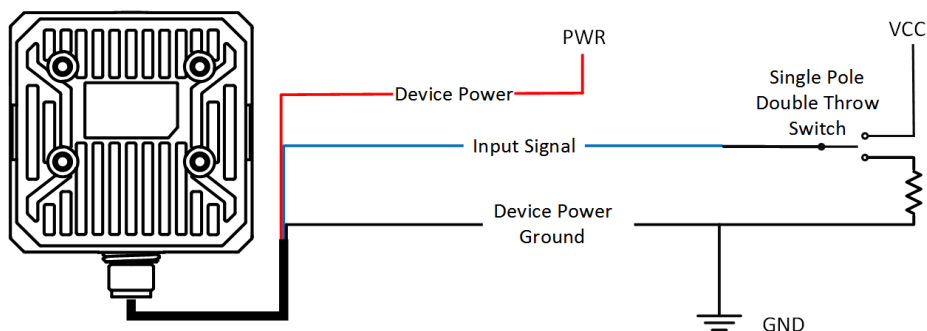 PWR
VCC
Device Power
Single Pole
Double Throw
Switch
Input Signal
Device Power
Ground
GND